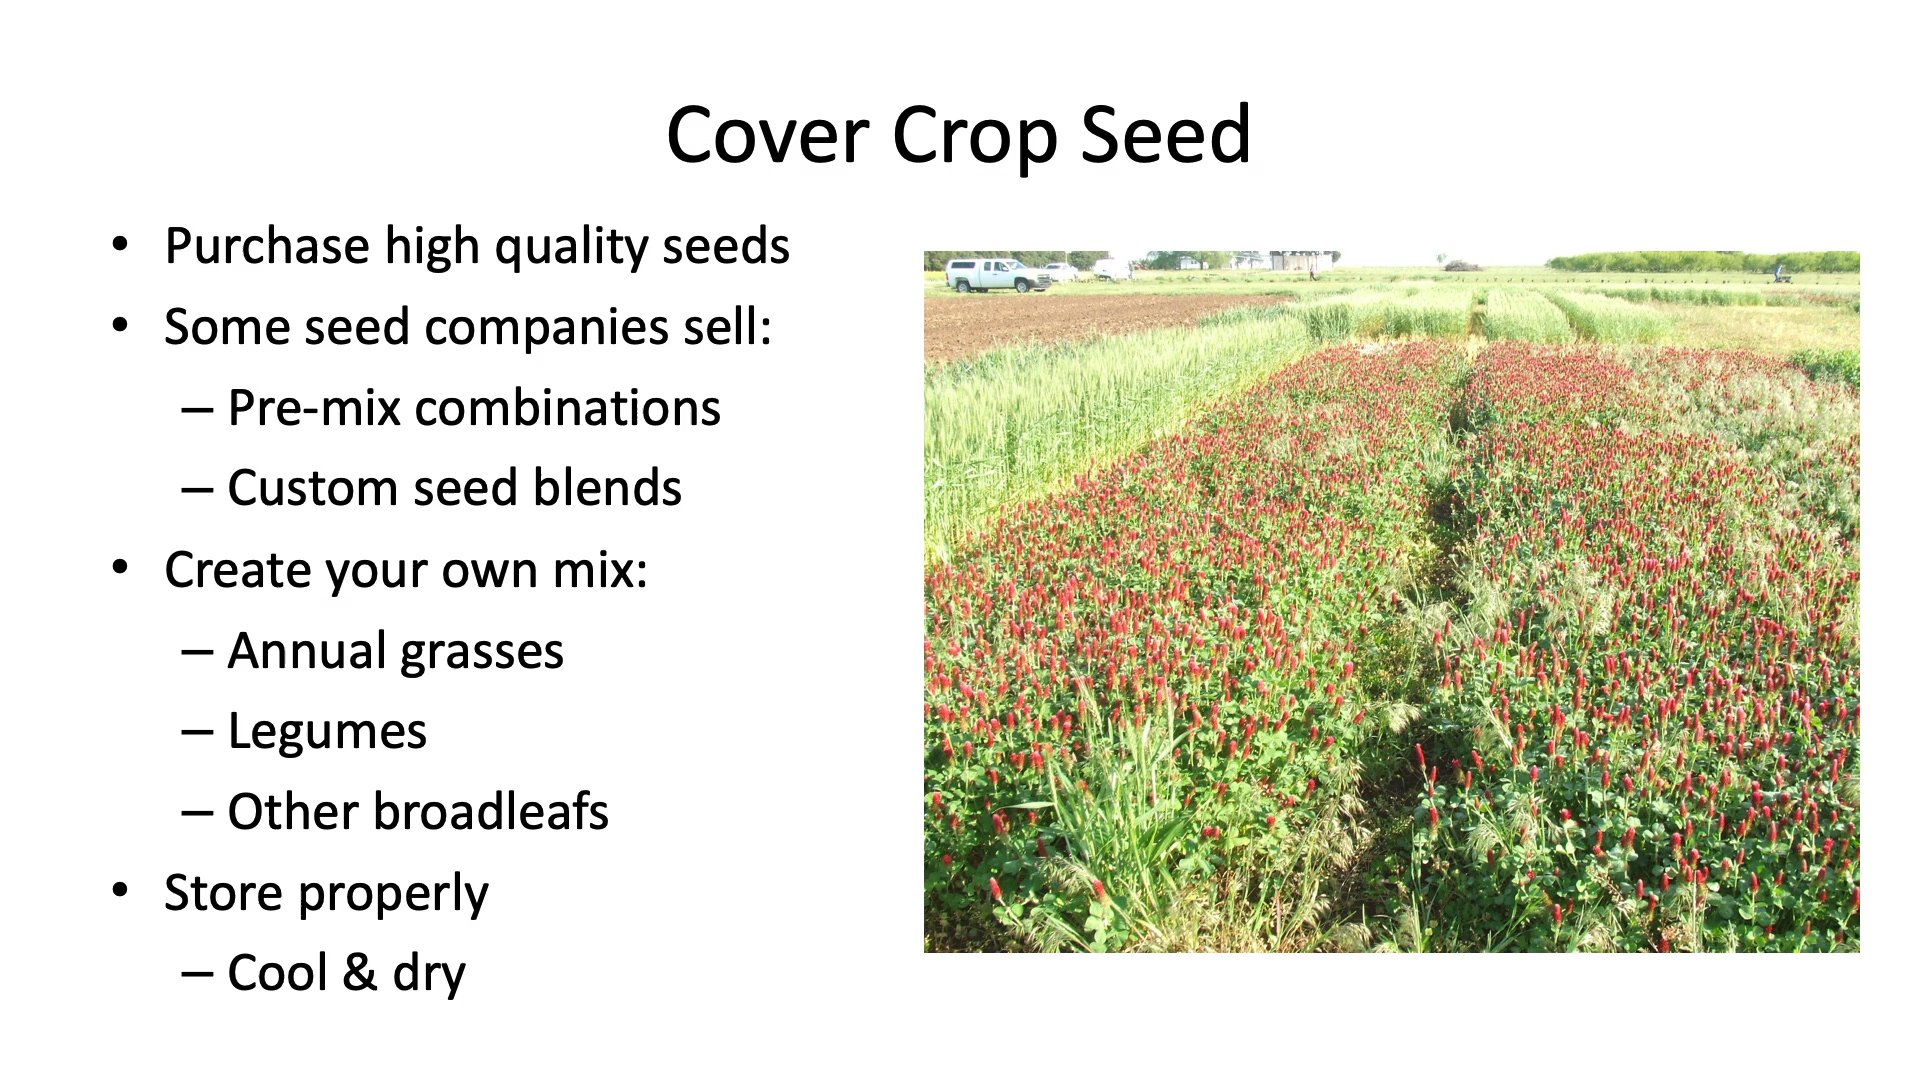 Cover Crop Seed
• Purchase high quality seeds
• Some seed companies sell:
– Pre-mix combinations
– Custom seed blends
• Create your own mix:
– Annual grasses
– Legumes
– Other broadleafs
• Store properly
– Cool & dry